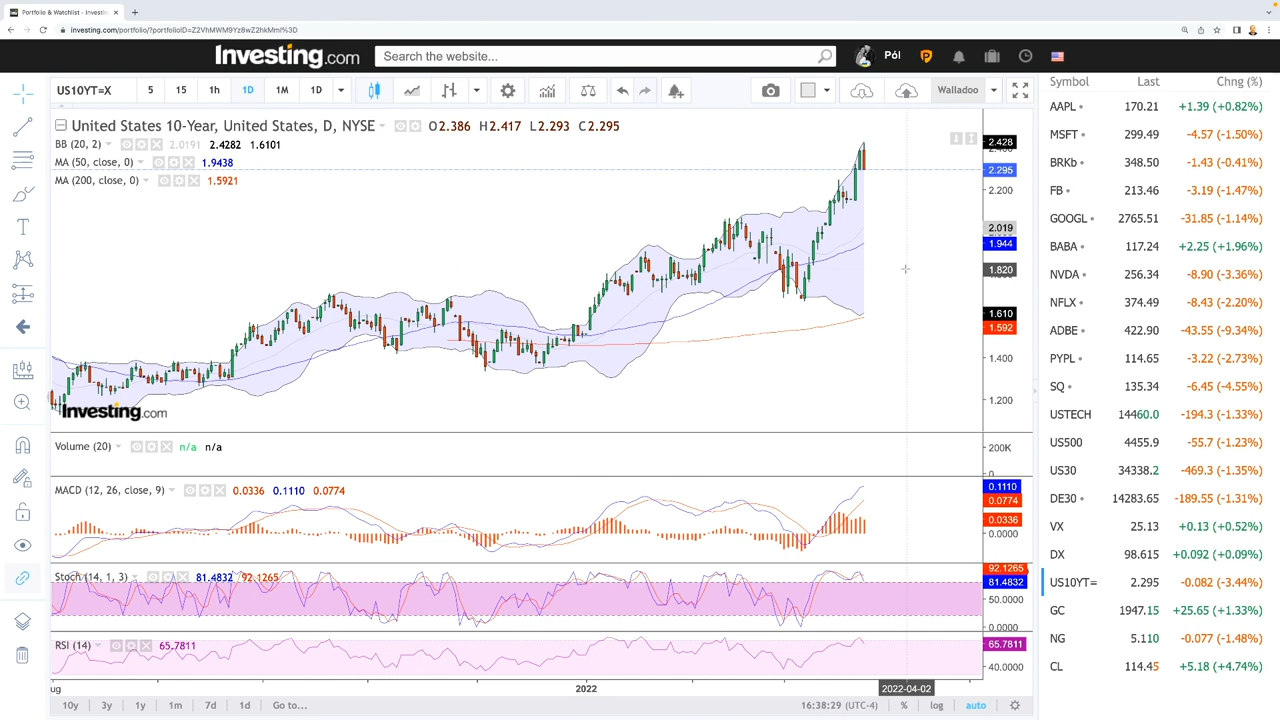 Portfolio & Watchlist - Investin
investing.com/portfolio/?portfolioID=Z2VhMWM9Yz8wZ2hkMmI%3D
Investing.com
Search the website...
Pól
US10YT=X
5
15
1h
1D
1M
1D
Walladoo
United States 10-Year, United States, D, NYSE
O2.386 H2.417 L2.293 C2.295
BB (20, 2)
2.0191 2.4282 1.6101
MA (50, close, 0)
1.9438
MA (200, close, 0)
1.5921
Investing.com
Volume (20)
n/a n/a
MACD (12, 26, close, 9)
0.0336 0.1110 0.0774
Stoch (14, 1, 3)
81.4832 92.1265
RSI (14)
65.7811
2.428
2.295
2.200
2.019
1.944
1.820
1.610
1.592
1.400
1.200
200K
0
0.1110
0.0774
0.0336
0.0000
92.1265
81.4832
50.0000
0.0000
65.7811
40.0000
ug
2022
2022-04-02
10y
3y
1y
1m
7d
1d
Go to...
16:38:29 (UTC-4)
%
log
auto
Symbol Last Chng (%)
AAPL 170.21 +1.39 (+0.82%)
MSFT 299.49 -4.57 (-1.50%)
BRKb 348.50 -1.43 (-0.41%)
FB 213.46 -3.19 (-1.47%)
GOOGL 2765.51 -31.85 (-1.14%)
BABA 117.24 +2.25 (+1.96%)
NVDA 256.34 -8.90 (-3.36%)
NFLX 374.49 -8.43 (-2.20%)
ADBE 422.90 -43.55 (-9.34%)
PYPL 114.65 -3.22 (-2.73%)
SQ 135.34 -6.45 (-4.55%)
USTECH 14460.0 -194.3 (-1.33%)
US500 4455.9 -55.7 (-1.23%)
US30 34338.2 -469.3 (-1.35%)
DE30 14283.65 -189.55 (-1.31%)
VX 25.13 +0.13 (+0.52%)
DX 98.615 +0.092 (+0.09%)
US10YT= 2.295 -0.082 (-3.44%)
GC 1947.15 +25.65 (+1.33%)
NG 5.110 -0.077 (-1.48%)
CL 114.45 +5.18 (+4.74%)